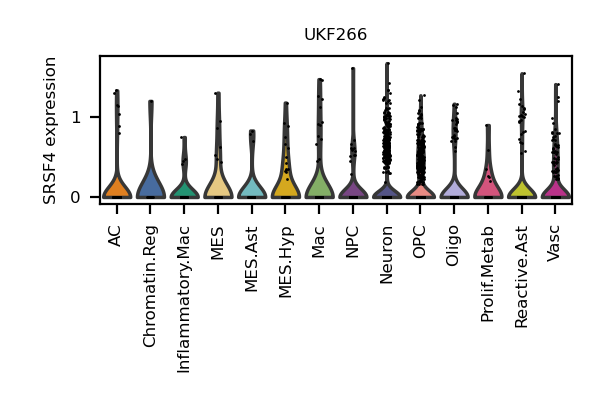 UKF266
SRSF4 expression
1
0
AC
Chromatin.Reg
Inflammatory.Mac
MES
MES.Ast
MES.Hyp
Mac
NPC
Neuron
OPC
Oligo
Prolif.Metab
Reactive.Ast
Vasc